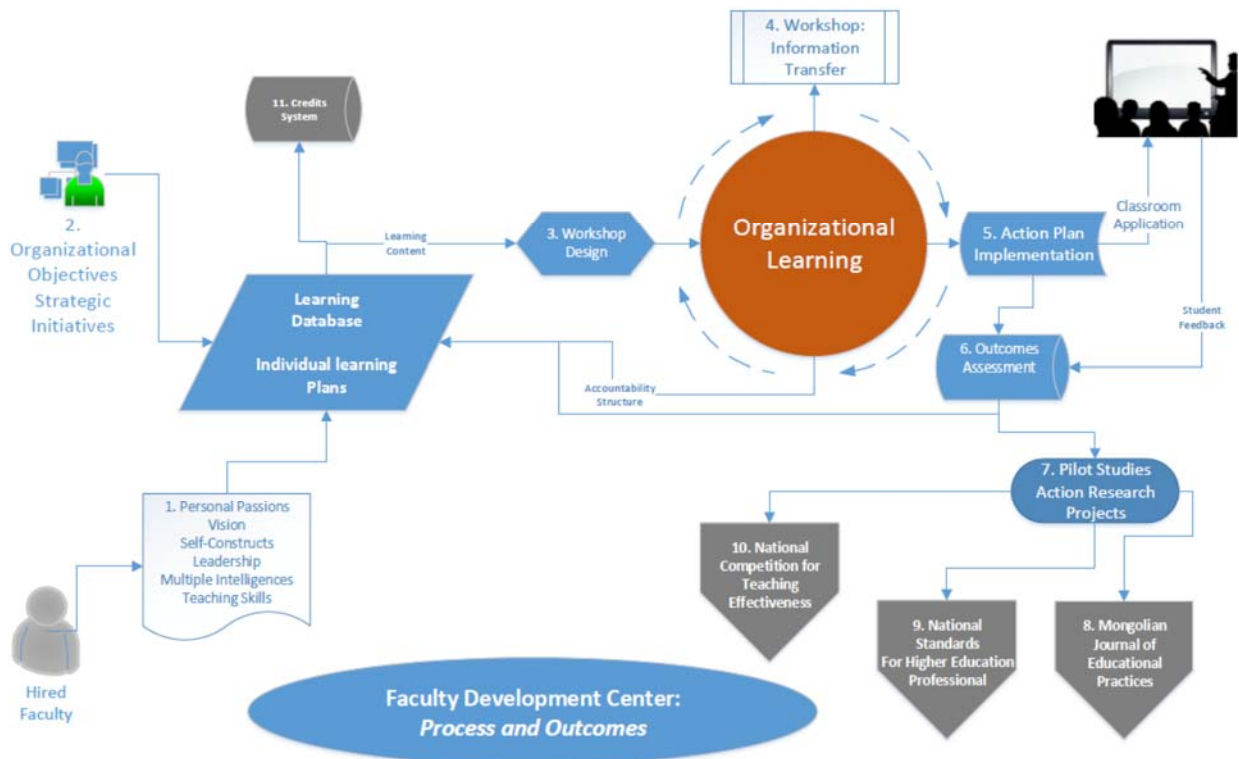 4. Workshop:
Information
Transfer
11. Credits
System
2.
Organizational
Objectives
Strategic
Initiatives
Learning
Content
3. Workshop
Design
Organizational
Learning
5. Action Plan
Implementation
Classroom
Application
Student
Feedback
Learning
Database
Individual learning
Plans
6. Outcomes
Assessment
Accountability
Structure
1. Personal Passions
Vision
Self-Constructs
Leadership
Multiple Intelligences
Teaching Skills
Hired
Faculty
7. Pilot Studies
Action Research
Projects
10. National
Competition for
Teaching
Effectiveness
9. National
Standards
For Higher Education
Professional
8. Mongolian
Journal of
Educational
Practices
Faculty Development Center:
Process and Outcomes